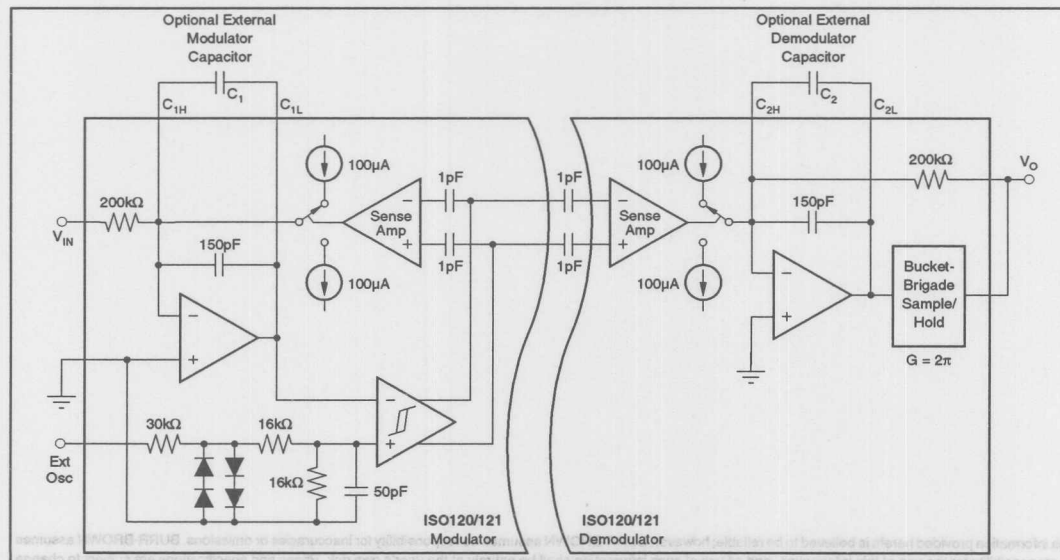 Optional External
Modulator
Capacitor
C1
C1H
C1L
Optional External
Demodulator
Capacitor
C2
C2H
C2L
100µA
1pF
1pF
100µA
200kΩ
VO
200kΩ
VIN
150pF
Sense
Amp
Sense
Amp
150pF
1pF
1pF
100µA
100µA
Bucket-
Brigade
Sample/
Hold
G = 2π
30kΩ
16kΩ
Ext
Osc
16kΩ
50pF
ISO120/121
Modulator
ISO120/121
Demodulator